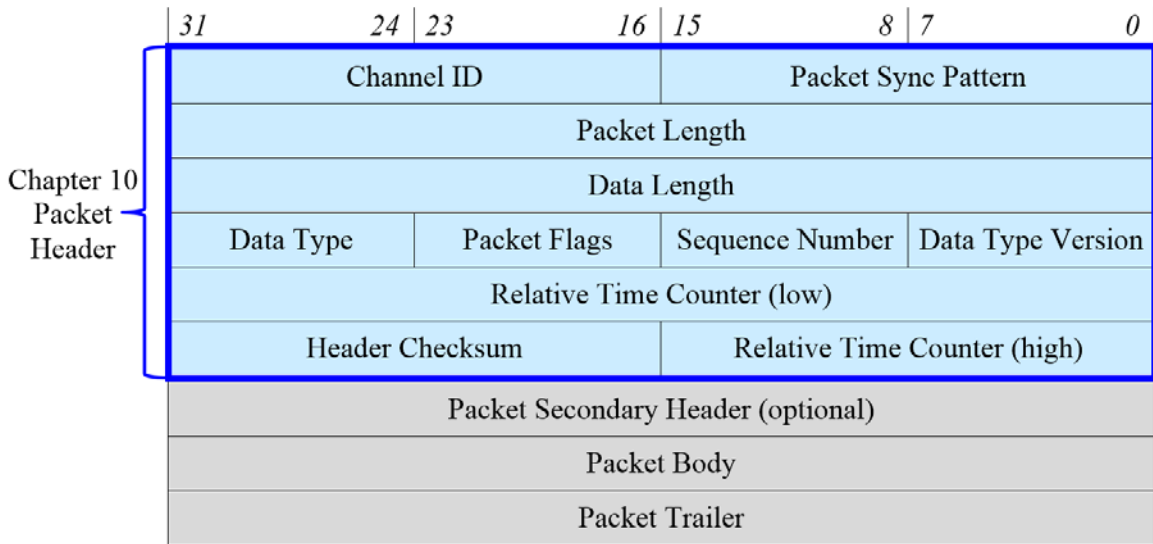 31 24 23 16 15 8 7 0
Channel ID Packet Sync Pattern
Packet Length
Data Length
Chapter 10
Packet
Header
Data Type Packet Flags Sequence Number Data Type Version
Relative Time Counter (low)
Header Checksum Relative Time Counter (high)
Packet Secondary Header (optional)
Packet Body
Packet Trailer